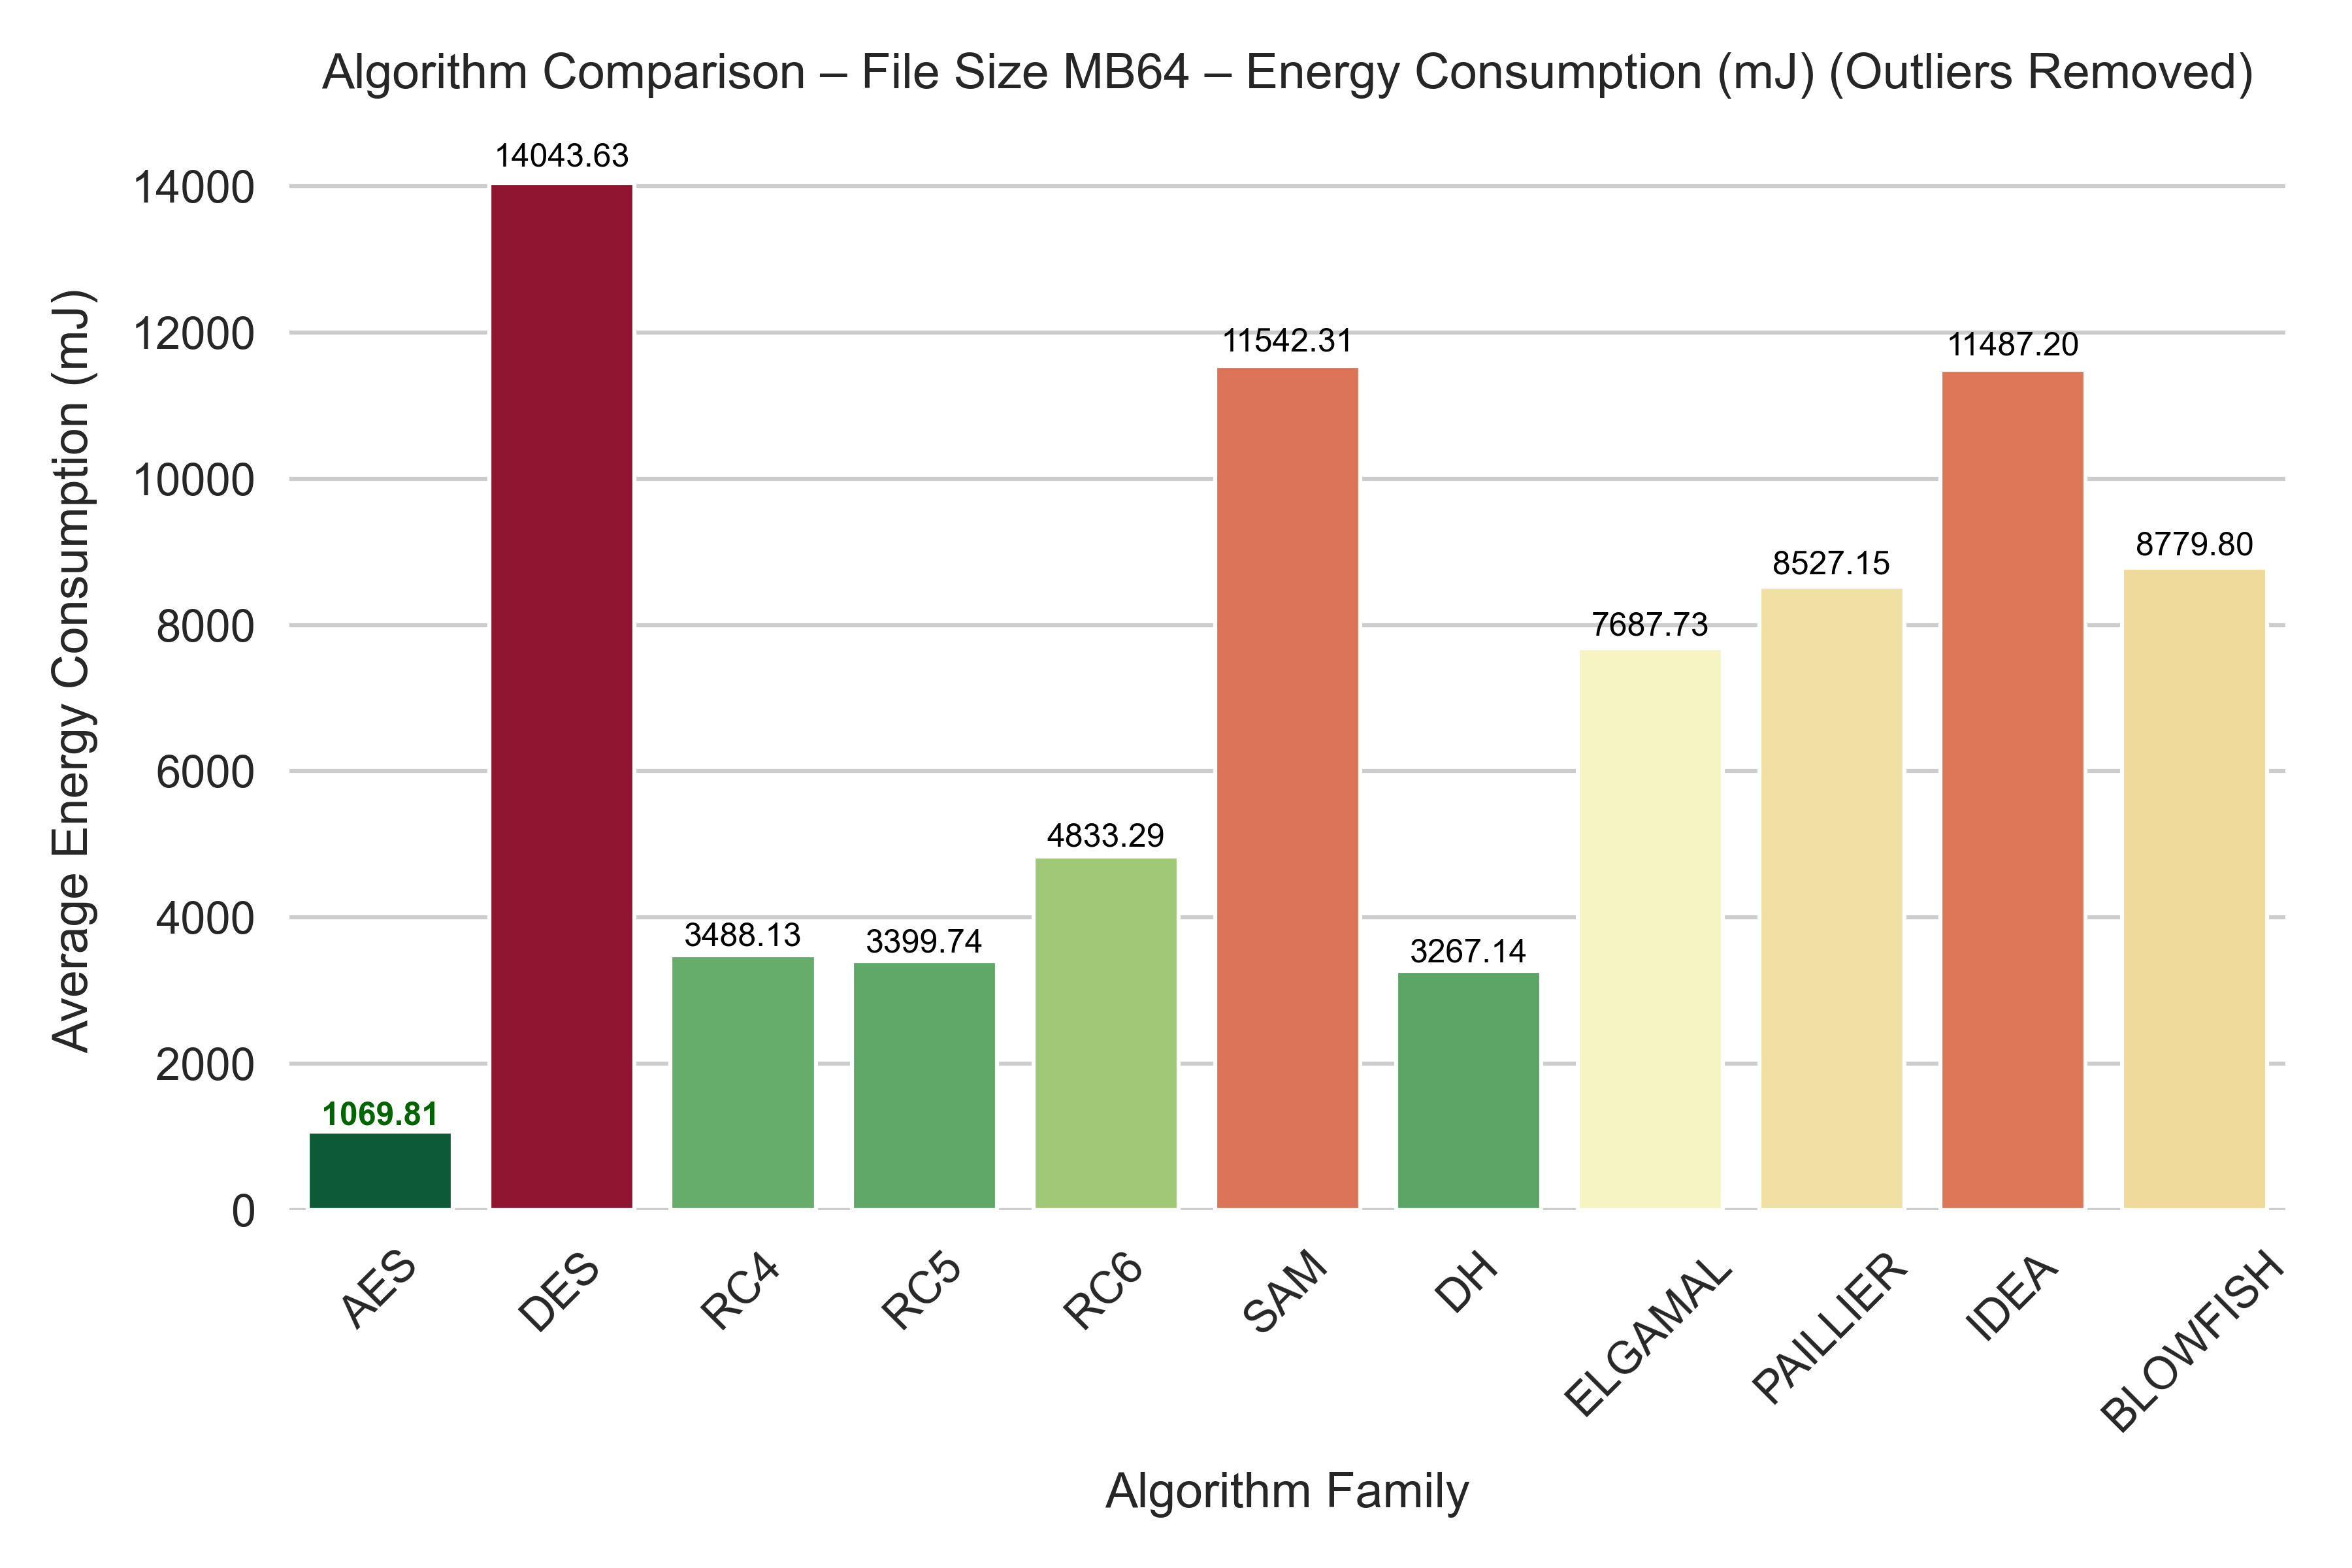 Algorithm Comparison – File Size MB64 – Energy Consumption (mJ) (Outliers Removed)
Average Energy Consumption (mJ)
14000
12000
10000
8000
6000
4000
2000
0
1069.81
14043.63
3488.13
3399.74
4833.29
11542.31
3267.14
7687.73
8527.15
11487.20
8779.80
AES
DES
RC4
RC5
RC6
SAM
DH
ELGAMAL
PAILLIER
IDEA
BLOWFISH
Algorithm Family